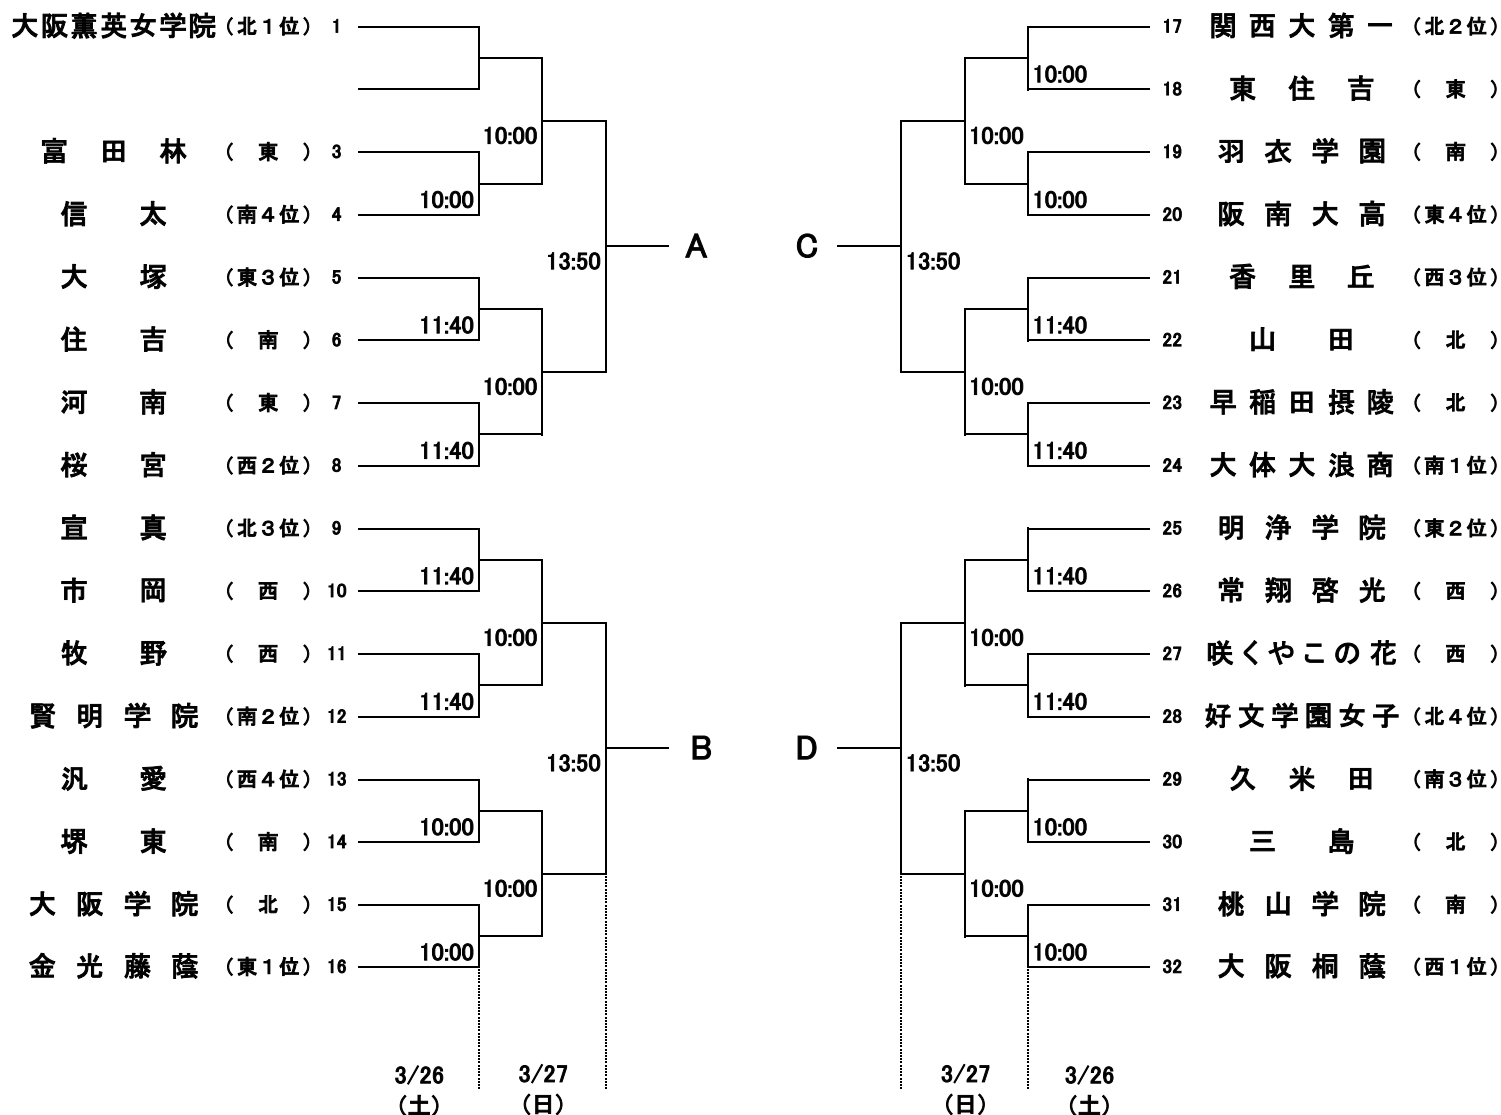 大阪薫英女学院 (北1位) 1
富田林 (東) 3
10:00
信太 (南4位) 4
10:00
大塚 (東3位) 5
11:40
住吉 (南) 6
13:50
A
河南 (東) 7
10:00
桜宮 (西2位) 8
11:40
宣真 (北3位) 9
市岡 (西) 10
11:40
牧野 (西) 11
10:00
賢明学院 (南2位) 12
11:40
汎愛 (西4位) 13
13:50
B
堺東 (南) 14
10:00
大阪学院 (北) 15
10:00
金光藤蔭 (東1位) 16
10:00
3/26
(土)
3/27
(日)
17 関西大第一 (北2位)
10:00
18 東住吉 (東)
10:00
19 羽衣学園 (南)
10:00
20 阪南大高 (東4位)
C
13:50
21 香里丘 (西3位)
11:40
22 山田 (北)
10:00
23 早稲田摂陵 (北)
11:40
24 大体大浪商 (南1位)
25 明浄学院 (東2位)
11:40
26 常翔啓光 (西)
10:00
27 咲くやこの花 (西)
11:40
28 好文学園女子 (北4位)
D
13:50
29 久米田 (南3位)
10:00
30 三島 (北)
10:00
31 桃山学院 (南)
10:00
32 大阪桐蔭 (西1位)
3/27
(日)
3/26
(土)